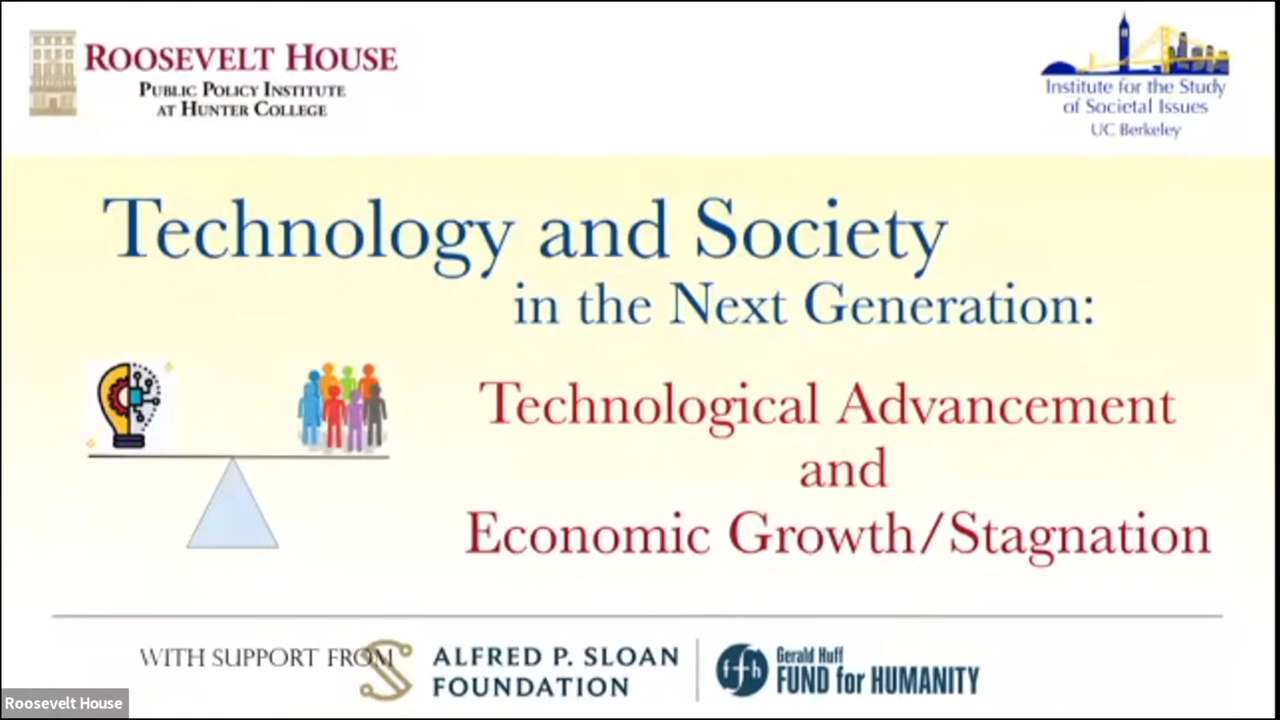 ROOSEVELT HOUSE
PUBLIC POLICY INSTITUTE
AT HUNTER COLLEGE
Institute for the Study
of Societal Issues
UC Berkeley
Technology and Society
in the Next Generation:
Technological Advancement
and
Economic Growth/Stagnation
WITH SUPPORT FROM
ALFRED P. SLOAN
FOUNDATION
ffh
Gerald Huff
FUND for HUMANITY
Roosevelt House